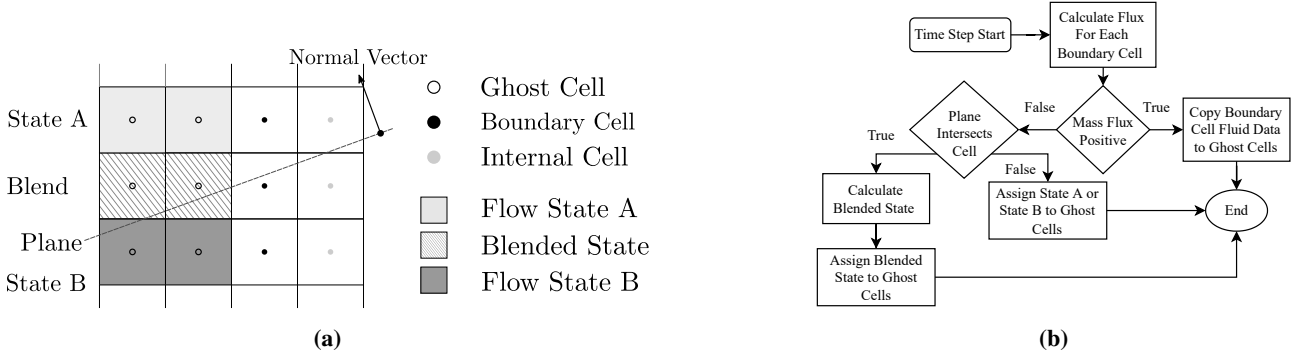 Normal Vector
State A
Blend
Plane
State B
Ghost Cell
Boundary Cell
Internal Cell
Flow State A
Blended State
Flow State B
(a)
Time Step Start
Calculate Flux
For Each
Boundary Cell
Mass Flux
Positive
False
True
Plane
Intersects
Cell
Copy Boundary
Cell Fluid Data
to Ghost Cells
True
False
Calculate
Blended State
Assign State A or
State B to Ghost
Cells
End
Assign Blended
State to Ghost
Cells
(b)